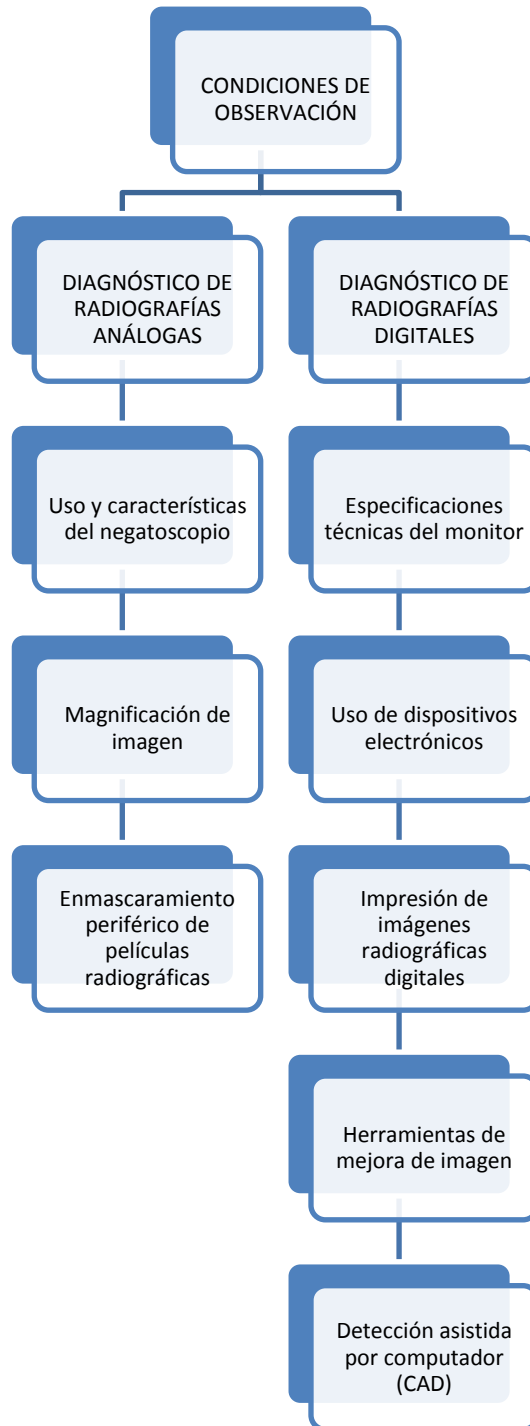 CONDICIONES DE
OBSERVACIÓN
DIAGNÓSTICO DE
RADIOGRAFÍAS
ANÁLOGAS
Uso y características
del negatoscopio
Magnificación de
imagen
Enmascaramiento
periférico de
películas
radiográficas
DIAGNÓSTICO DE
RADIOGRAFÍAS
DIGITALES
Especificaciones
técnicas del monitor
Uso de dispositivos
electrónicos
Impresión de
imágenes
radiográficas
digitales
Herramientas de
mejora de imagen
Detección asistida
por computador
(CAD)